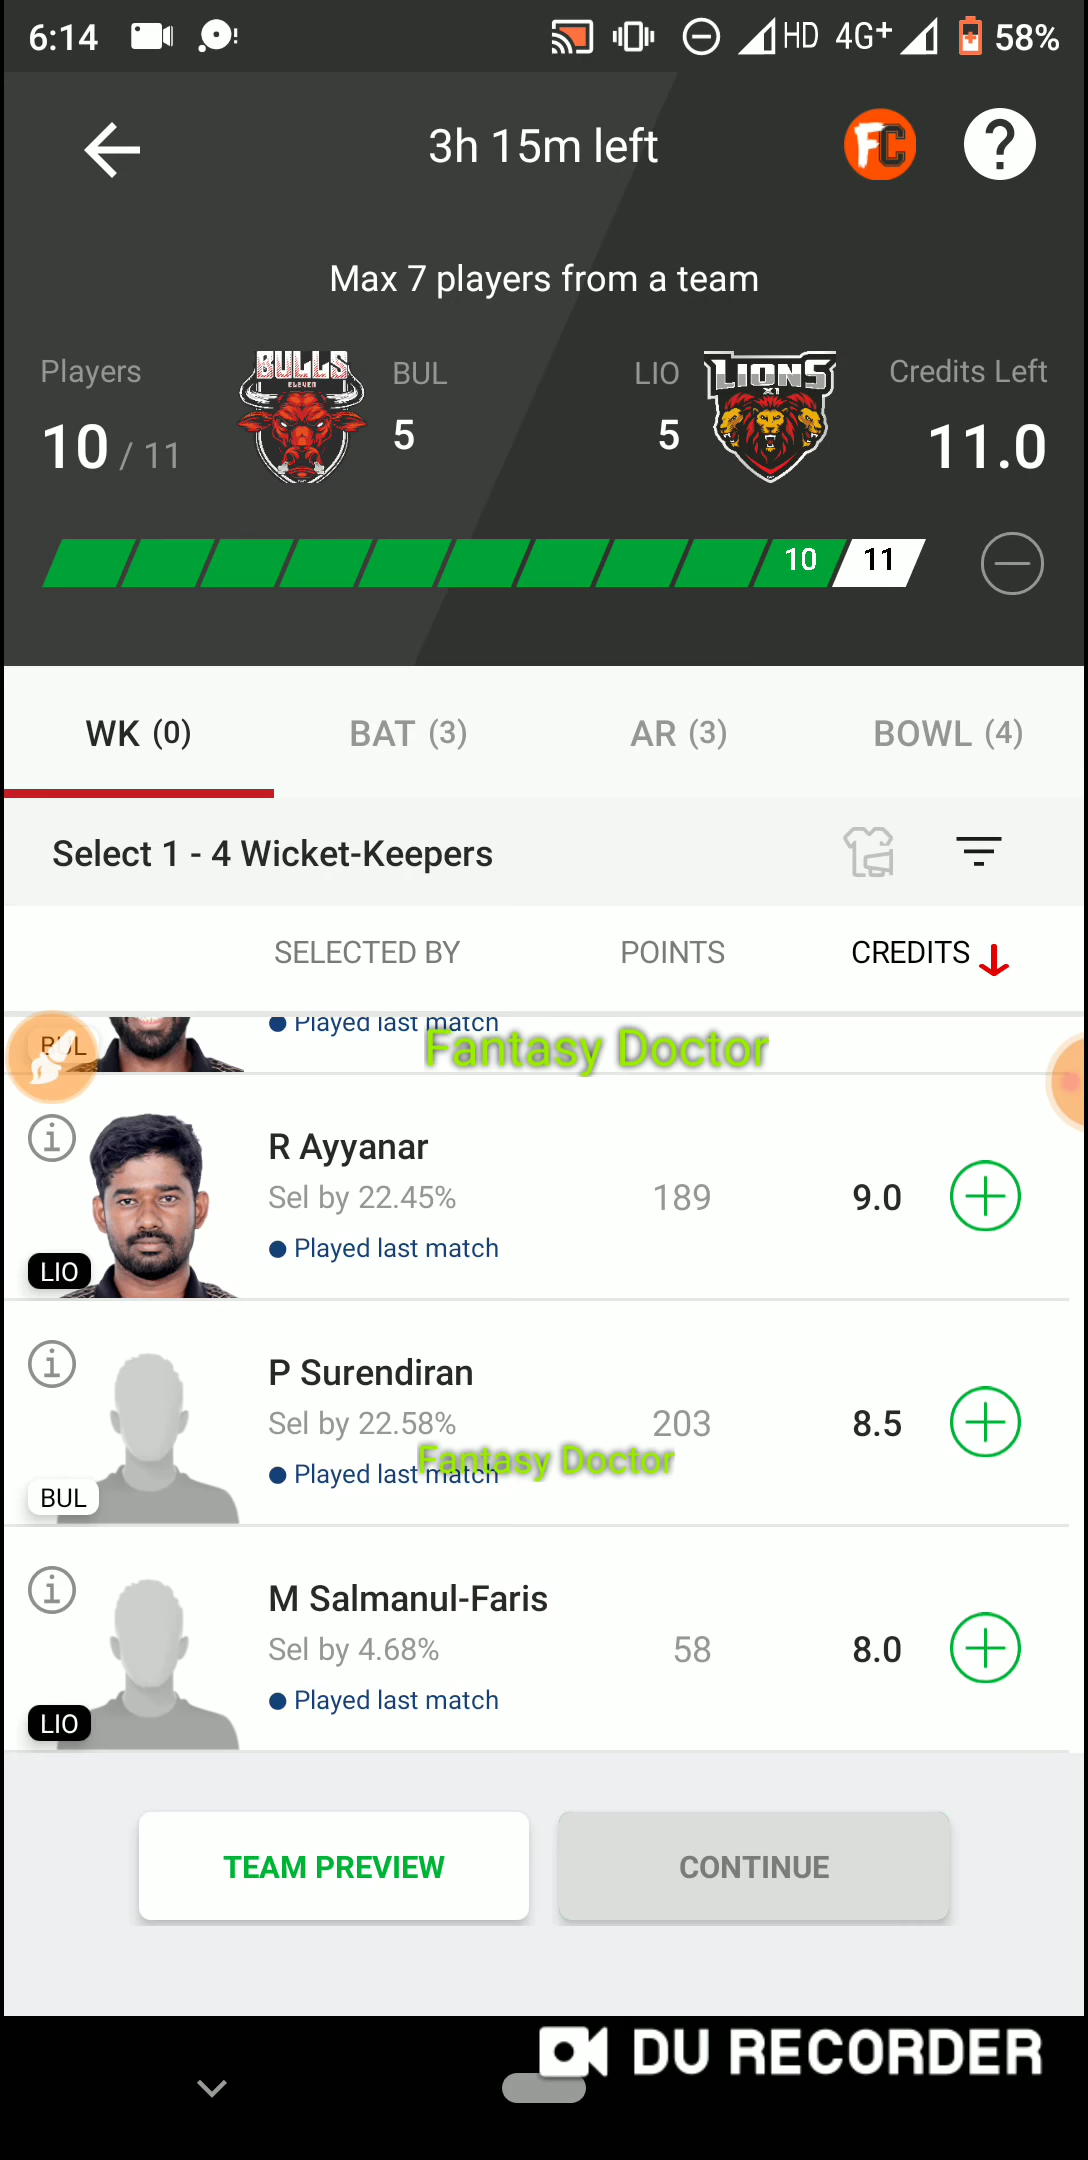 6:14 HD 4G+ 58%
3h 15m left FC ?
Max 7 players from a team
Players BULLS ELEVEN BUL LIO LIONS XI Credits Left
10 / 11 5 5 11.0
10 11
WK (0) BAT (3) AR (3) BOWL (4)
Select 1 - 4 Wicket-Keepers
SELECTED BY POINTS CREDITS
Played last match
BUL Fantasy Doctor
R Ayyanar
Sel by 22.45% 189 9.0
Played last match
LIO
P Surendiran
Sel by 22.58% 203 8.5
Fantasy Doctor
Played last match
BUL
M Salmanul-Faris
Sel by 4.68% 58 8.0
Played last match
LIO
TEAM PREVIEW CONTINUE
DU RECORDER